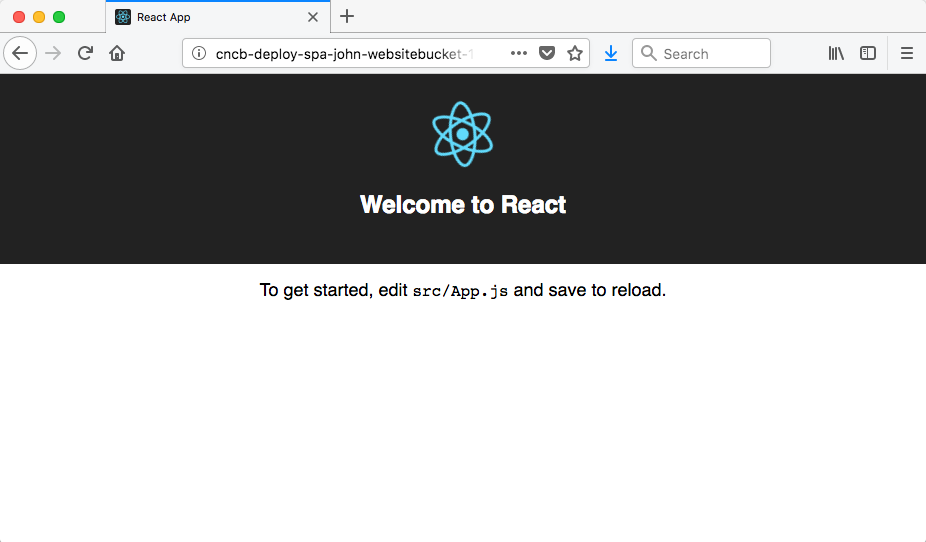 React App
cncb-deploy-spa-john-websitebucket-1
Search
Welcome to React
To get started, edit src/App.js and save to reload.